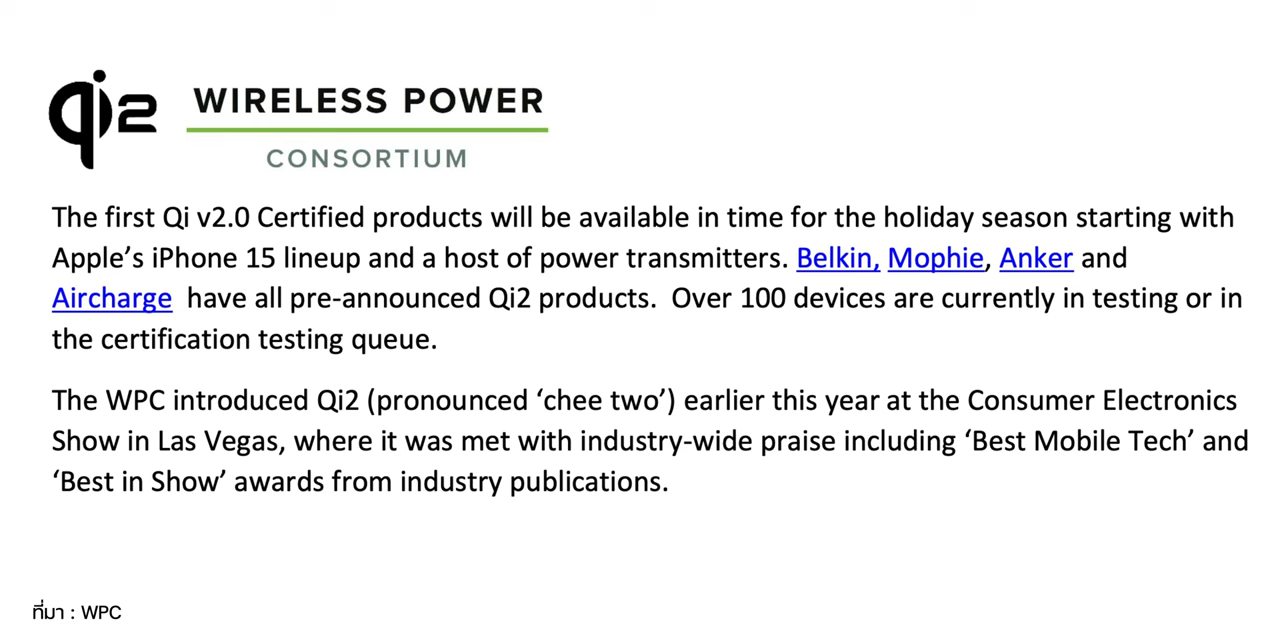 Qi2 WIRELESS POWER
CONSORTIUM
The first Qi v2.0 Certified products will be available in time for the holiday season starting with
Apple’s iPhone 15 lineup and a host of power transmitters. Belkin, Mophie, Anker and
Aircharge  have all pre-announced Qi2 products.  Over 100 devices are currently in testing or in
the certification testing queue.
The WPC introduced Qi2 (pronounced ‘chee two’) earlier this year at the Consumer Electronics
Show in Las Vegas, where it was met with industry-wide praise including ‘Best Mobile Tech’ and
‘Best in Show’ awards from industry publications.
ที่มา : WPC